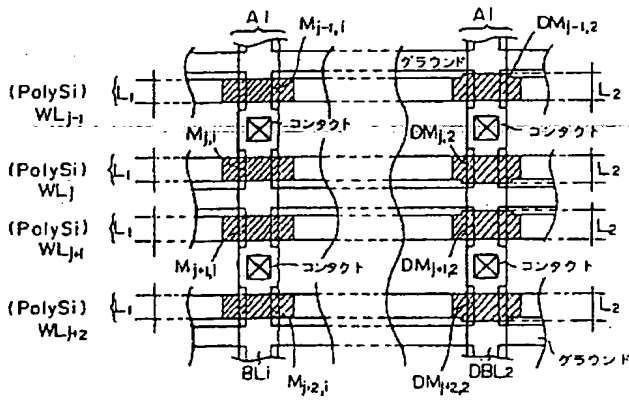 Al Al
Mj-1,i DMj-1,2
グラウンド
(PolySi) WLj-1 {L1 L2
コンタクト コンタクト
Mj,i DMj,2
(PolySi) WLj {L1 L2
(PolySi) WLj+1 {L1 L2
Mj+1,i コンタクト DMj+1,2 コンタクト
(PolySi) WLj+2 {L1 L2
BLi Mj+2,i DMj+2,2 DBL2 グラウンド